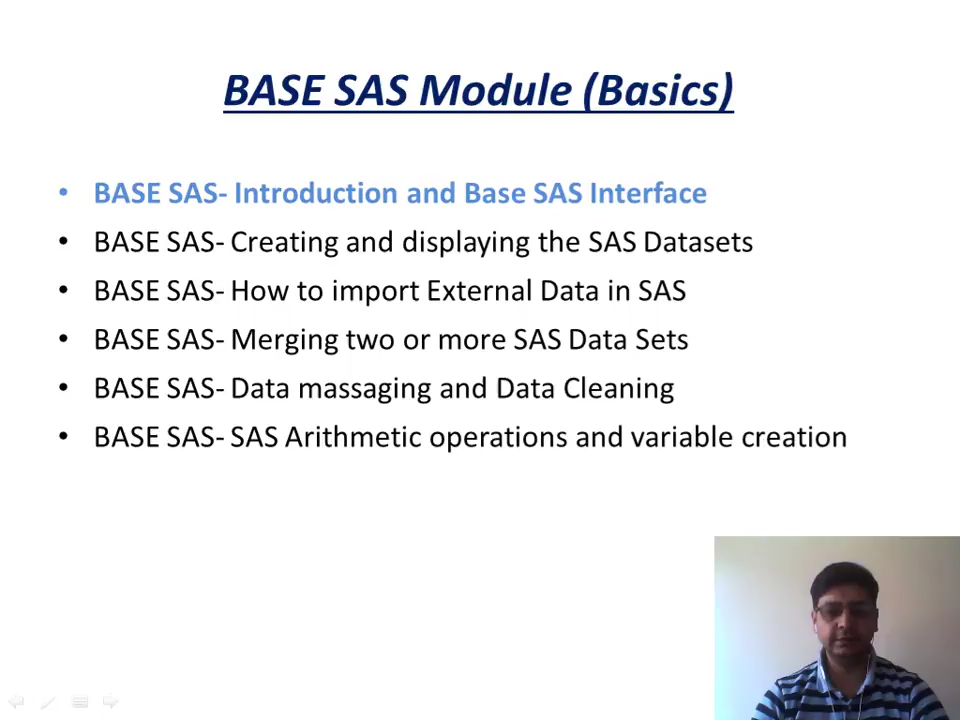 BASE SAS Module (Basics)
• BASE SAS- Introduction and Base SAS Interface
• BASE SAS- Creating and displaying the SAS Datasets
• BASE SAS- How to import External Data in SAS
• BASE SAS- Merging two or more SAS Data Sets
• BASE SAS- Data massaging and Data Cleaning
• BASE SAS- SAS Arithmetic operations and variable creation